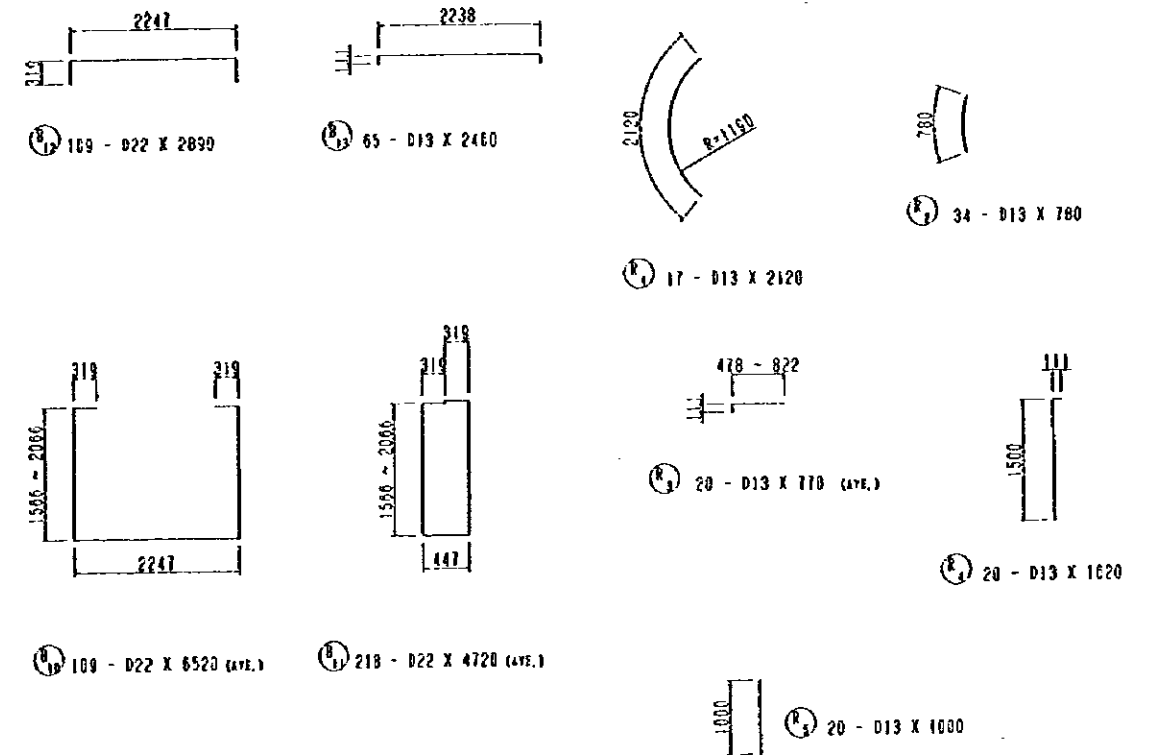 2247
319
B12 109 - D22 X 2890
2238
111
B13 65 - D13 X 2460
2120
R=1190
R1 17 - D13 X 2120
780
R2 34 - D13 X 780
319
319
1566 ~ 2066
2247
B10 109 - D22 X 6520 (AVE.)
319
319
1566 ~ 2066
447
B11 218 - D22 X 4720 (AVE.)
478 ~ 822
R3 20 - D13 X 770 (AVE.)
111
1500
R4 20 - D13 X 1620
1000
R5 20 - D13 X 1000